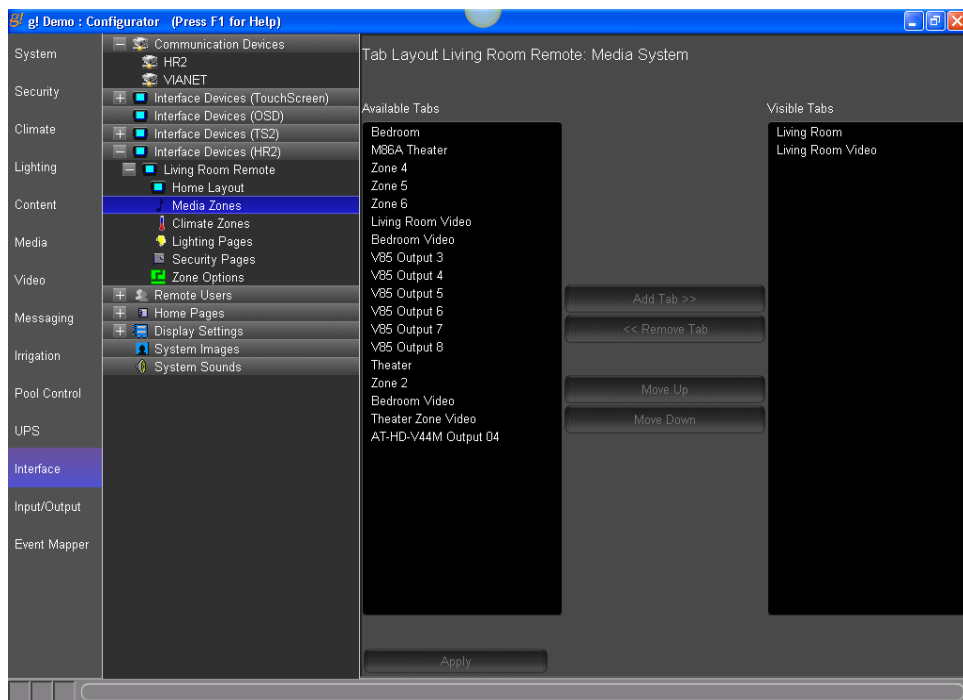 g! g! Demo : Configurator (Press F1 for Help)
System
Security
Climate
Lighting
Content
Media
Video
Messaging
Irrigation
Pool Control
UPS
Interface
Input/Output
Event Mapper
Communication Devices
HR2
VIANET
Interface Devices (TouchScreen)
Interface Devices (OSD)
Interface Devices (TS2)
Interface Devices (HR2)
Living Room Remote
Home Layout
Media Zones
Climate Zones
Lighting Pages
Security Pages
Zone Options
Remote Users
Home Pages
Display Settings
System Images
System Sounds
Tab Layout Living Room Remote: Media System
Available Tabs
Bedroom
M86A Theater
Zone 4
Zone 5
Zone 6
Living Room Video
Bedroom Video
V85 Output 3
V85 Output 4
V85 Output 5
V85 Output 6
V85 Output 7
V85 Output 8
Theater
Zone 2
Bedroom Video
Theater Zone Video
AT-HD-V44M Output 04
Add Tab >>
<< Remove Tab
Move Up
Move Down
Visible Tabs
Living Room
Living Room Video
Apply